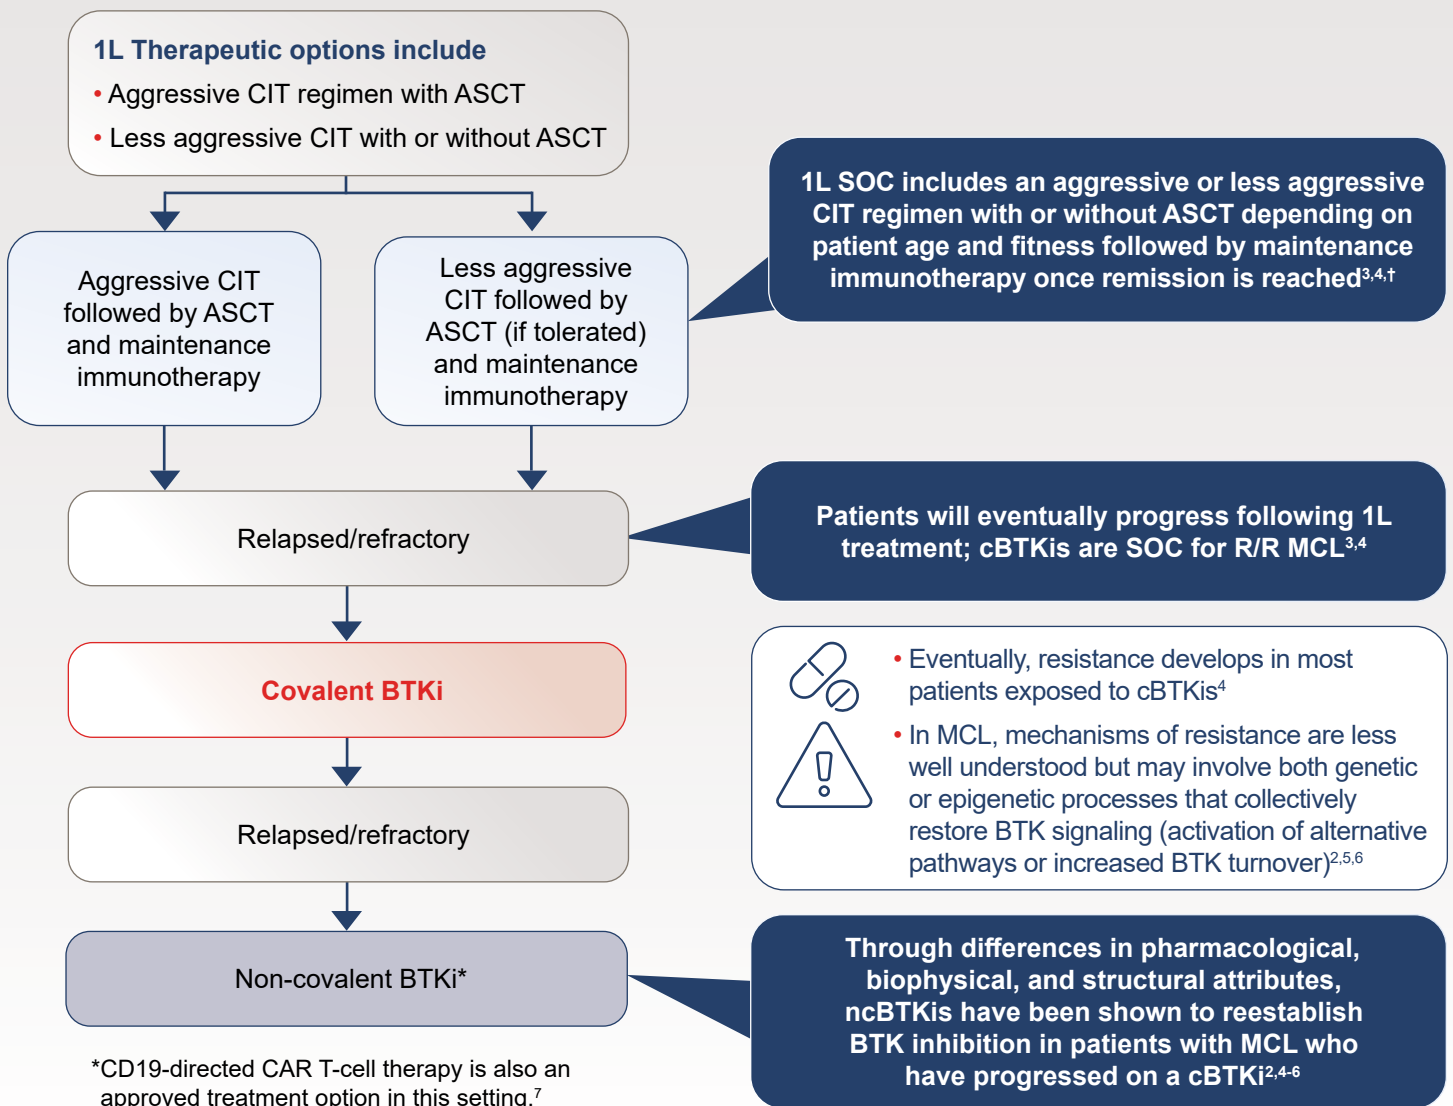 1L Therapeutic options include
• Aggressive CIT regimen with ASCT
• Less aggressive CIT with or without ASCT
1L SOC includes an aggressive or less aggressive
CIT regimen with or without ASCT depending on
patient age and fitness followed by maintenance
immunotherapy once remission is reached3,4,†
Aggressive CIT
followed by ASCT
and maintenance
immunotherapy
Less aggressive
CIT followed by
ASCT (if tolerated)
and maintenance
immunotherapy
Relapsed/refractory
Patients will eventually progress following 1L
treatment; cBTKis are SOC for R/R MCL3,4
Covalent BTKi
• Eventually, resistance develops in most
patients exposed to cBTKis4
• In MCL, mechanisms of resistance are less
well understood but may involve both genetic
or epigenetic processes that collectively
restore BTK signaling (activation of alternative
pathways or increased BTK turnover)2,5,6
Relapsed/refractory
Non-covalent BTKi*
Through differences in pharmacological,
biophysical, and structural attributes,
ncBTKis have been shown to reestablish
BTK inhibition in patients with MCL who
have progressed on a cBTKi2,4-6
*CD19-directed CAR T-cell therapy is also an
approved treatment option in this setting.7